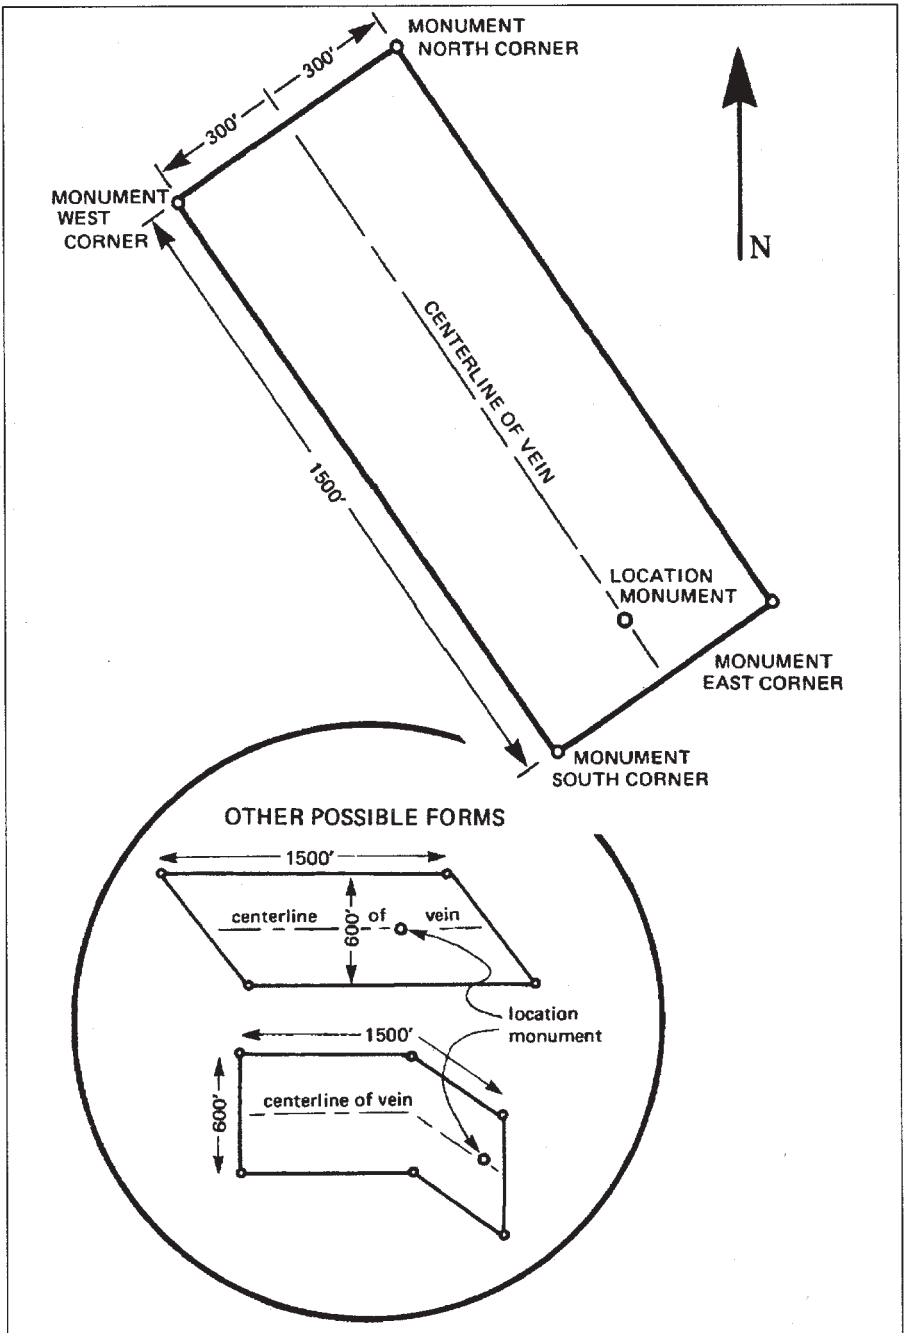 MONUMENT
NORTH CORNER
300'
300'
MONUMENT
WEST
CORNER
N
CENTERLINE OF VEIN
1500'
LOCATION
MONUMENT
MONUMENT
EAST CORNER
MONUMENT
SOUTH CORNER
OTHER POSSIBLE FORMS
1500'
centerline of vein
600'
location
monument
1500'
centerline of vein
600'